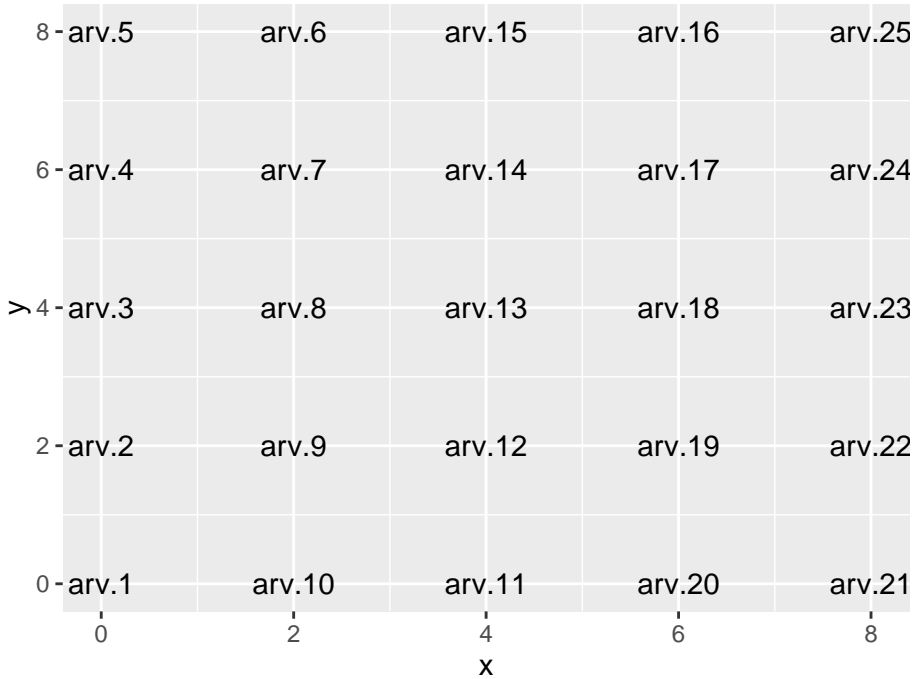 8 arv.5 arv.6 arv.15 arv.16 arv.25
6 arv.4 arv.7 arv.14 arv.17 arv.24
y 4 arv.3 arv.8 arv.13 arv.18 arv.23
2 arv.2 arv.9 arv.12 arv.19 arv.22
0 arv.1 arv.10 arv.11 arv.20 arv.21
0 2 4 6 8
x